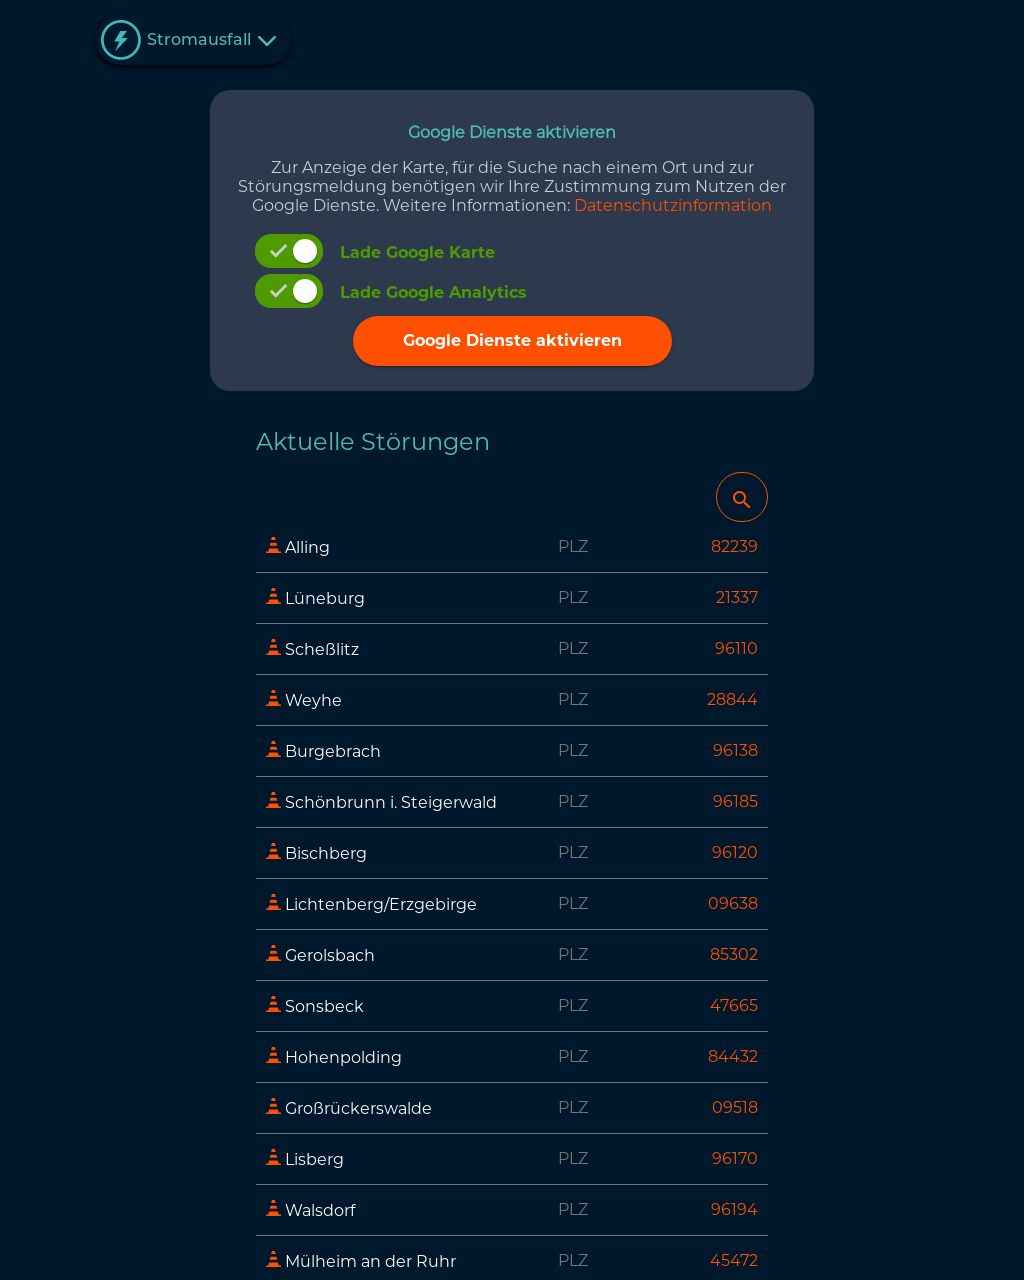 Stromausfall
Google Dienste aktivieren
Zur Anzeige der Karte, für die Suche nach einem Ort und zur
Störungsmeldung benötigen wir Ihre Zustimmung zum Nutzen der
Google Dienste. Weitere Informationen: Datenschutzinformation
Lade Google Karte
Lade Google Analytics
Google Dienste aktivieren
Aktuelle Störungen
Alling PLZ 82239
Lüneburg PLZ 21337
Scheßlitz PLZ 96110
Weyhe PLZ 28844
Burgebrach PLZ 96138
Schönbrunn i. Steigerwald PLZ 96185
Bischberg PLZ 96120
Lichtenberg/Erzgebirge PLZ 09638
Gerolsbach PLZ 85302
Sonsbeck PLZ 47665
Hohenpolding PLZ 84432
Großrückerswalde PLZ 09518
Lisberg PLZ 96170
Walsdorf PLZ 96194
Mülheim an der Ruhr PLZ 45472